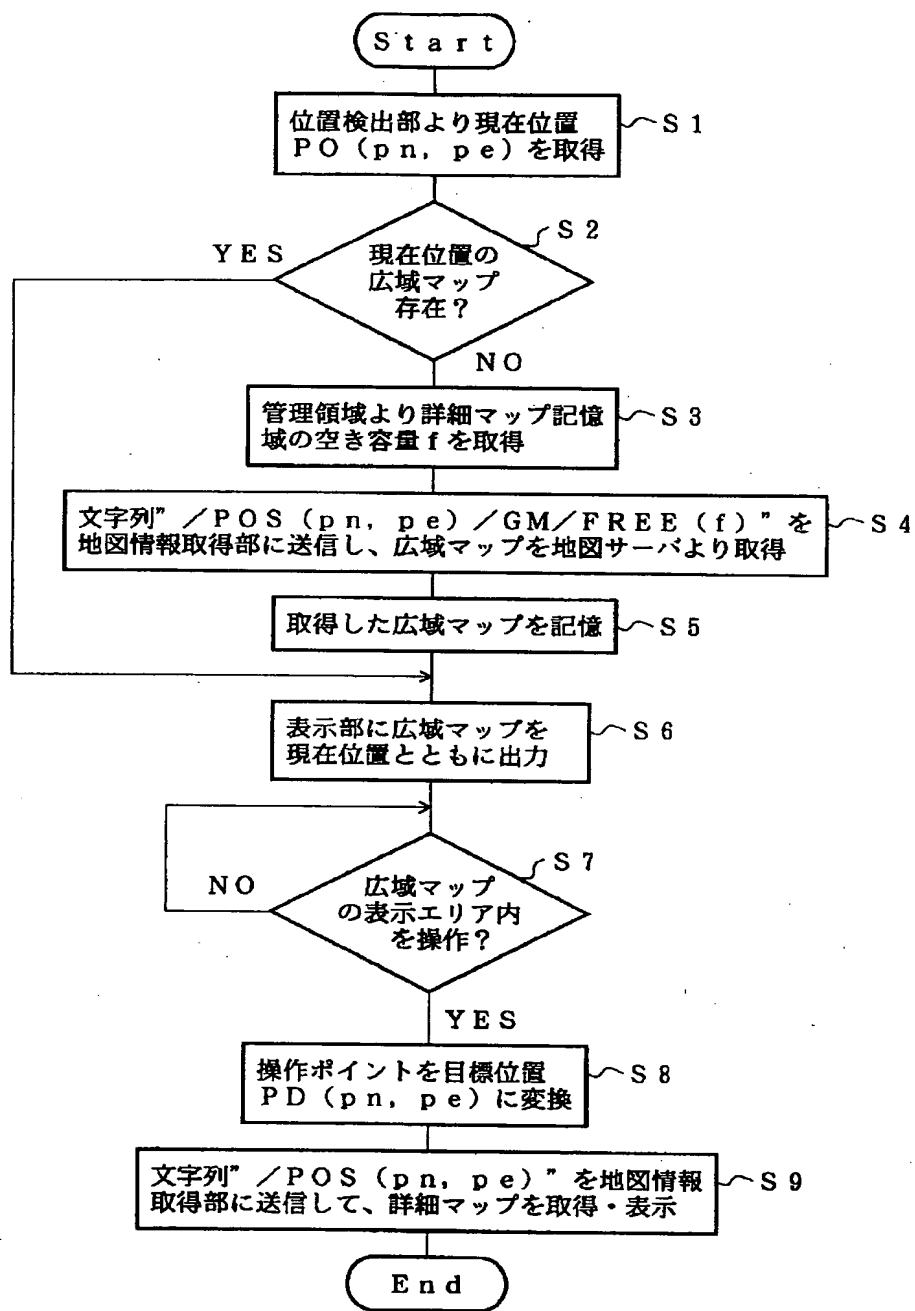 Start
位置検出部より現在位置
PO(pn,pe)を取得
S1
S2
YES
現在位置の
広域マップ
存在?
NO
管理領域より詳細マップ記憶
域の空き容量fを取得
S3
文字列”/POS(pn,pe)/GM/FREE(f)”を
地図情報取得部に送信し、広域マップを地図サーバより取得
S4
取得した広域マップを記憶
S5
表示部に広域マップを
現在位置とともに出力
S6
S7
NO
広域マップ
の表示エリア内
を操作?
YES
操作ポイントを目標位置
PD(pn,pe)に変換
S8
文字列”/POS(pn,pe)”を地図情報
取得部に送信して、詳細マップを取得・表示
S9
End